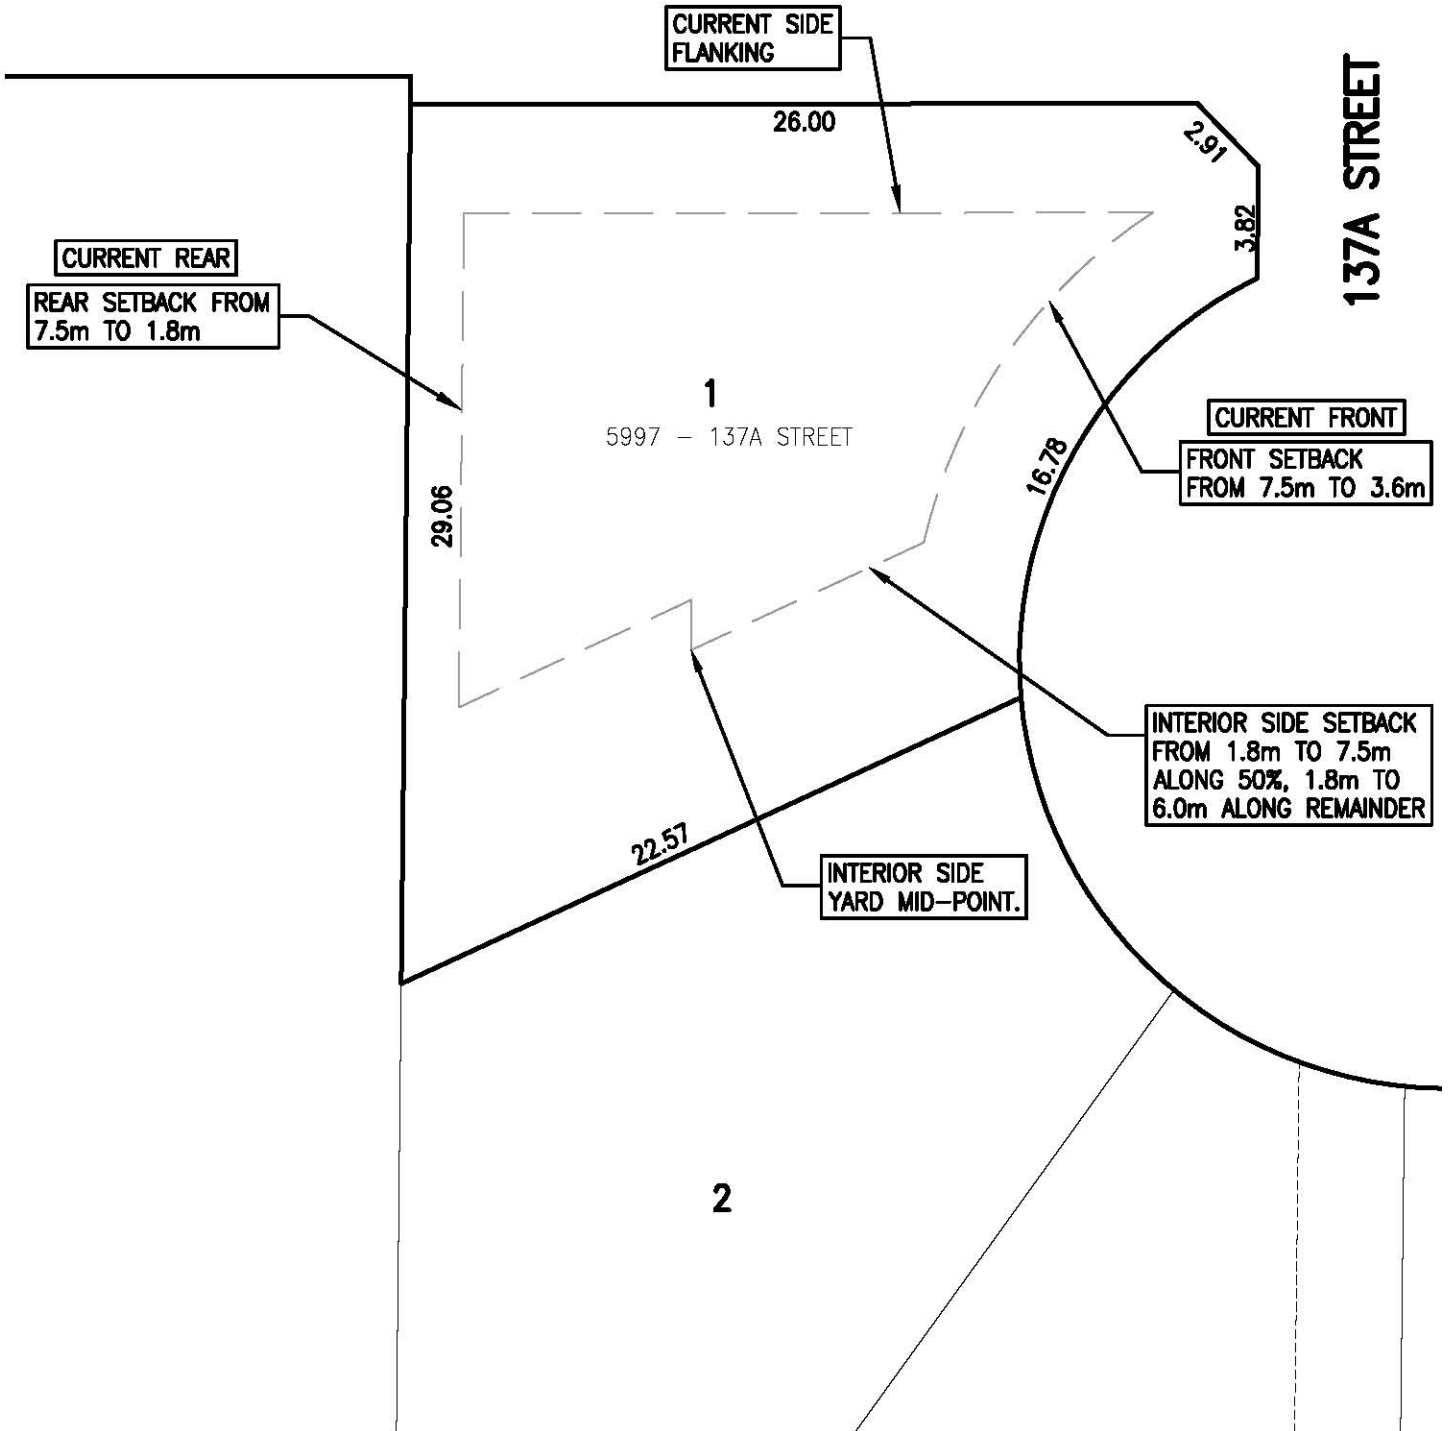 CURRENT SIDE
FLANKING
137A STREET
26.00
2.91
3.82
CURRENT REAR
REAR SETBACK FROM
7.5m TO 1.8m
1
5997 - 137A STREET
CURRENT FRONT
FRONT SETBACK
FROM 7.5m TO 3.6m
16.78
29.06
INTERIOR SIDE SETBACK
FROM 1.8m TO 7.5m
ALONG 50%, 1.8m TO
6.0m ALONG REMAINDER
22.57
INTERIOR SIDE
YARD MID-POINT.
2